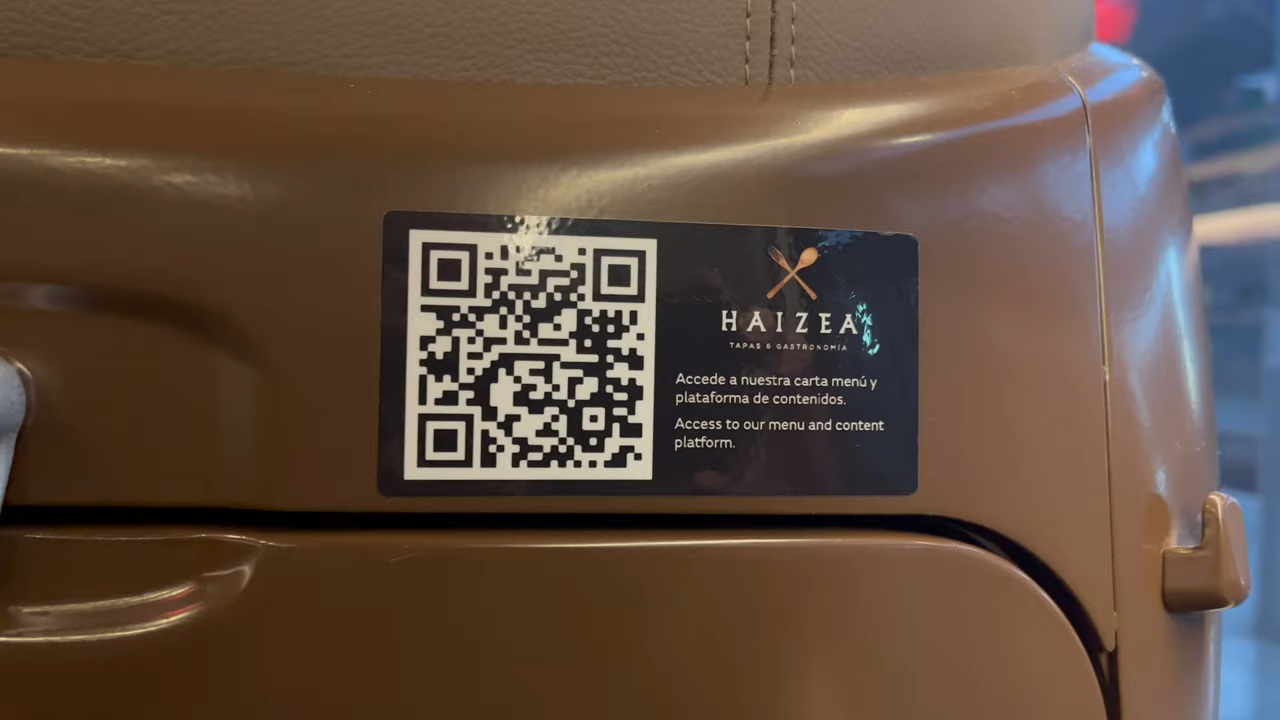 HAIZEA
TAPAS & GASTRONOMÍA
Accede a nuestra carta menú y
plataforma de contenidos.
Access to our menu and content
platform.